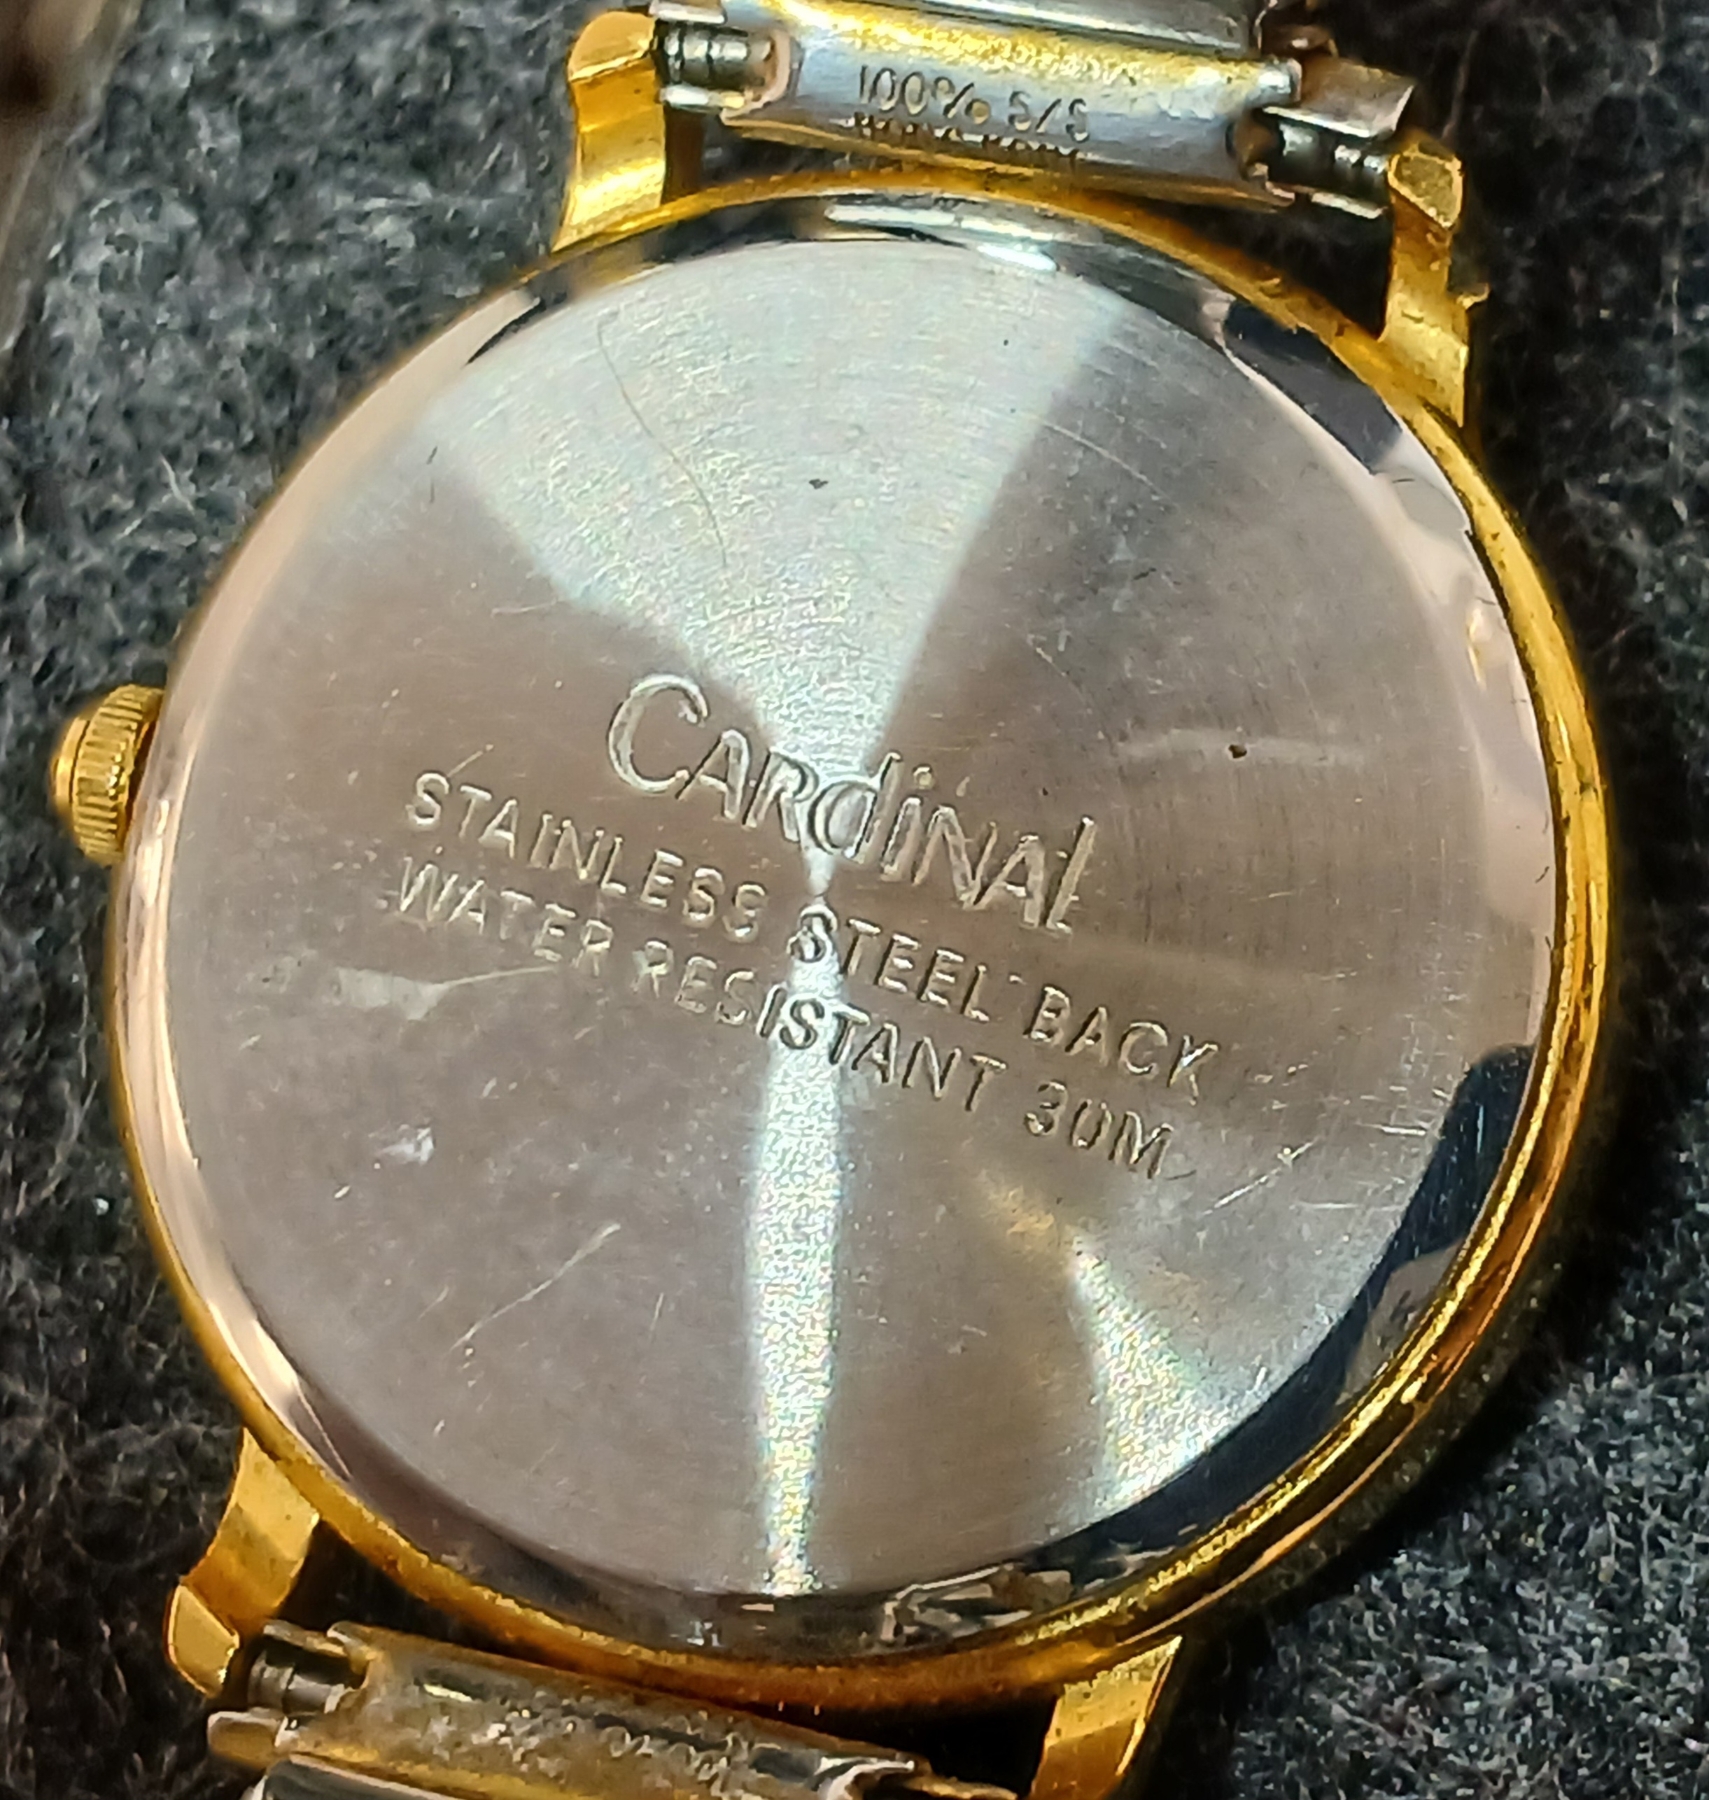 100% S/S
CARdiNAl
STAINLESS STEEL BACK
WATER RESISTANT 30M